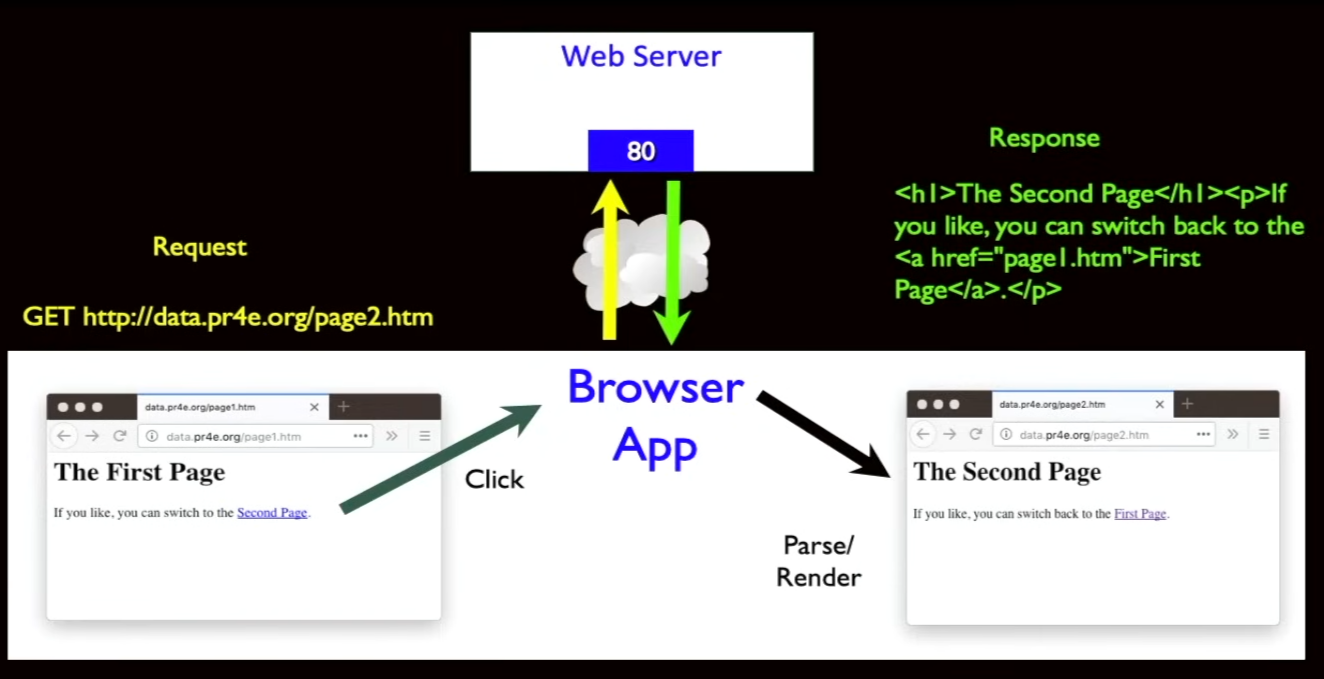 Web Server
80
Response
<h1>The Second Page</h1><p>If
you like, you can switch back to the
<a href="page1.htm">First
Page</a>.</p>
Request
GET http://data.pr4e.org/page2.htm
Browser
App
data.pr4e.org/page1.htm
data.pr4e.org/page1.htm
The First Page
If you like, you can switch to the Second Page.
Click
Parse/
Render
data.pr4e.org/page2.htm
data.pr4e.org/page2.htm
The Second Page
If you like, you can switch back to the First Page.